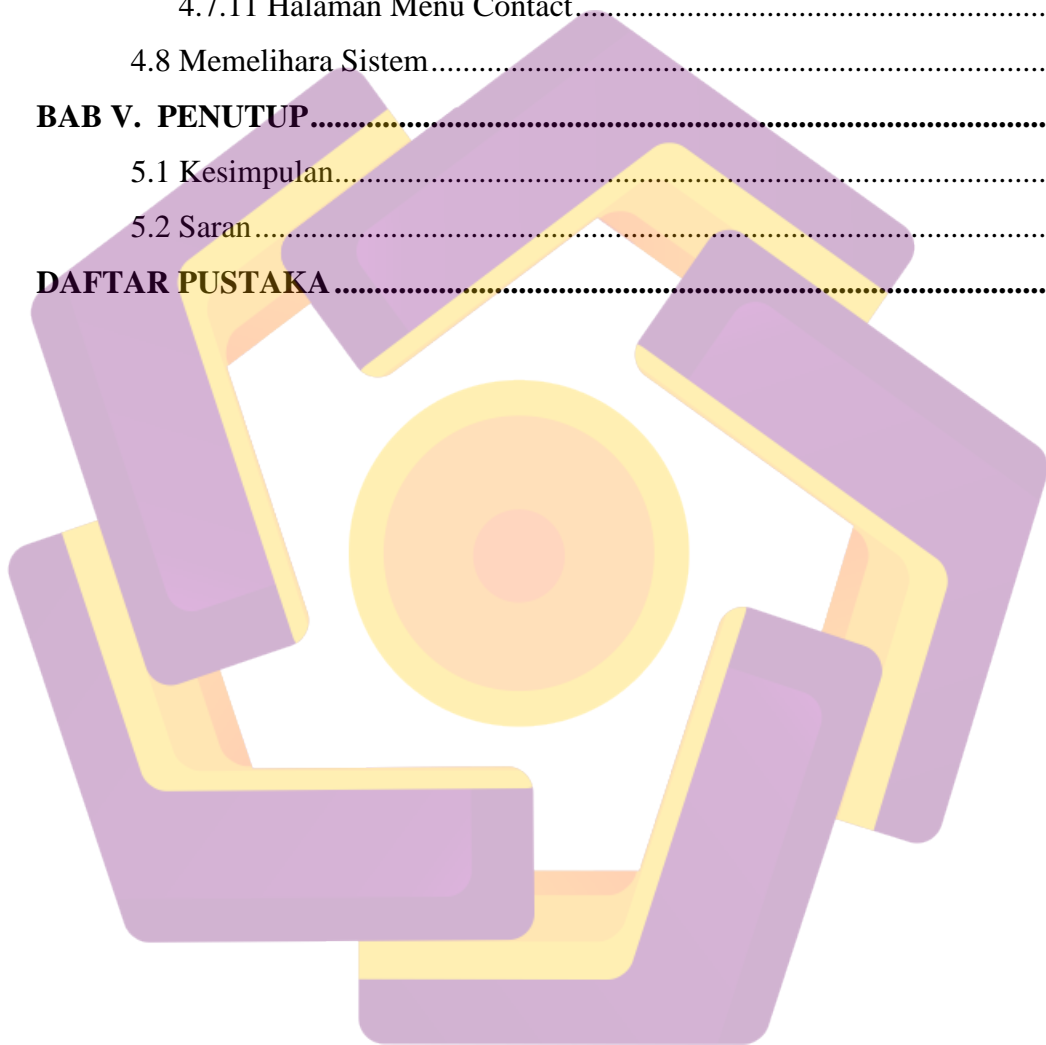 4.7.11 Halaman Menu Contact........................................................
4.8 Memelihara Sistem........................................................................
BAB V. PENUTUP.........................................................................................
5.1 Kesimpulan..................................................................................
5.2 Saran............................................................................................
DAFTAR PUSTAKA......................................................................................